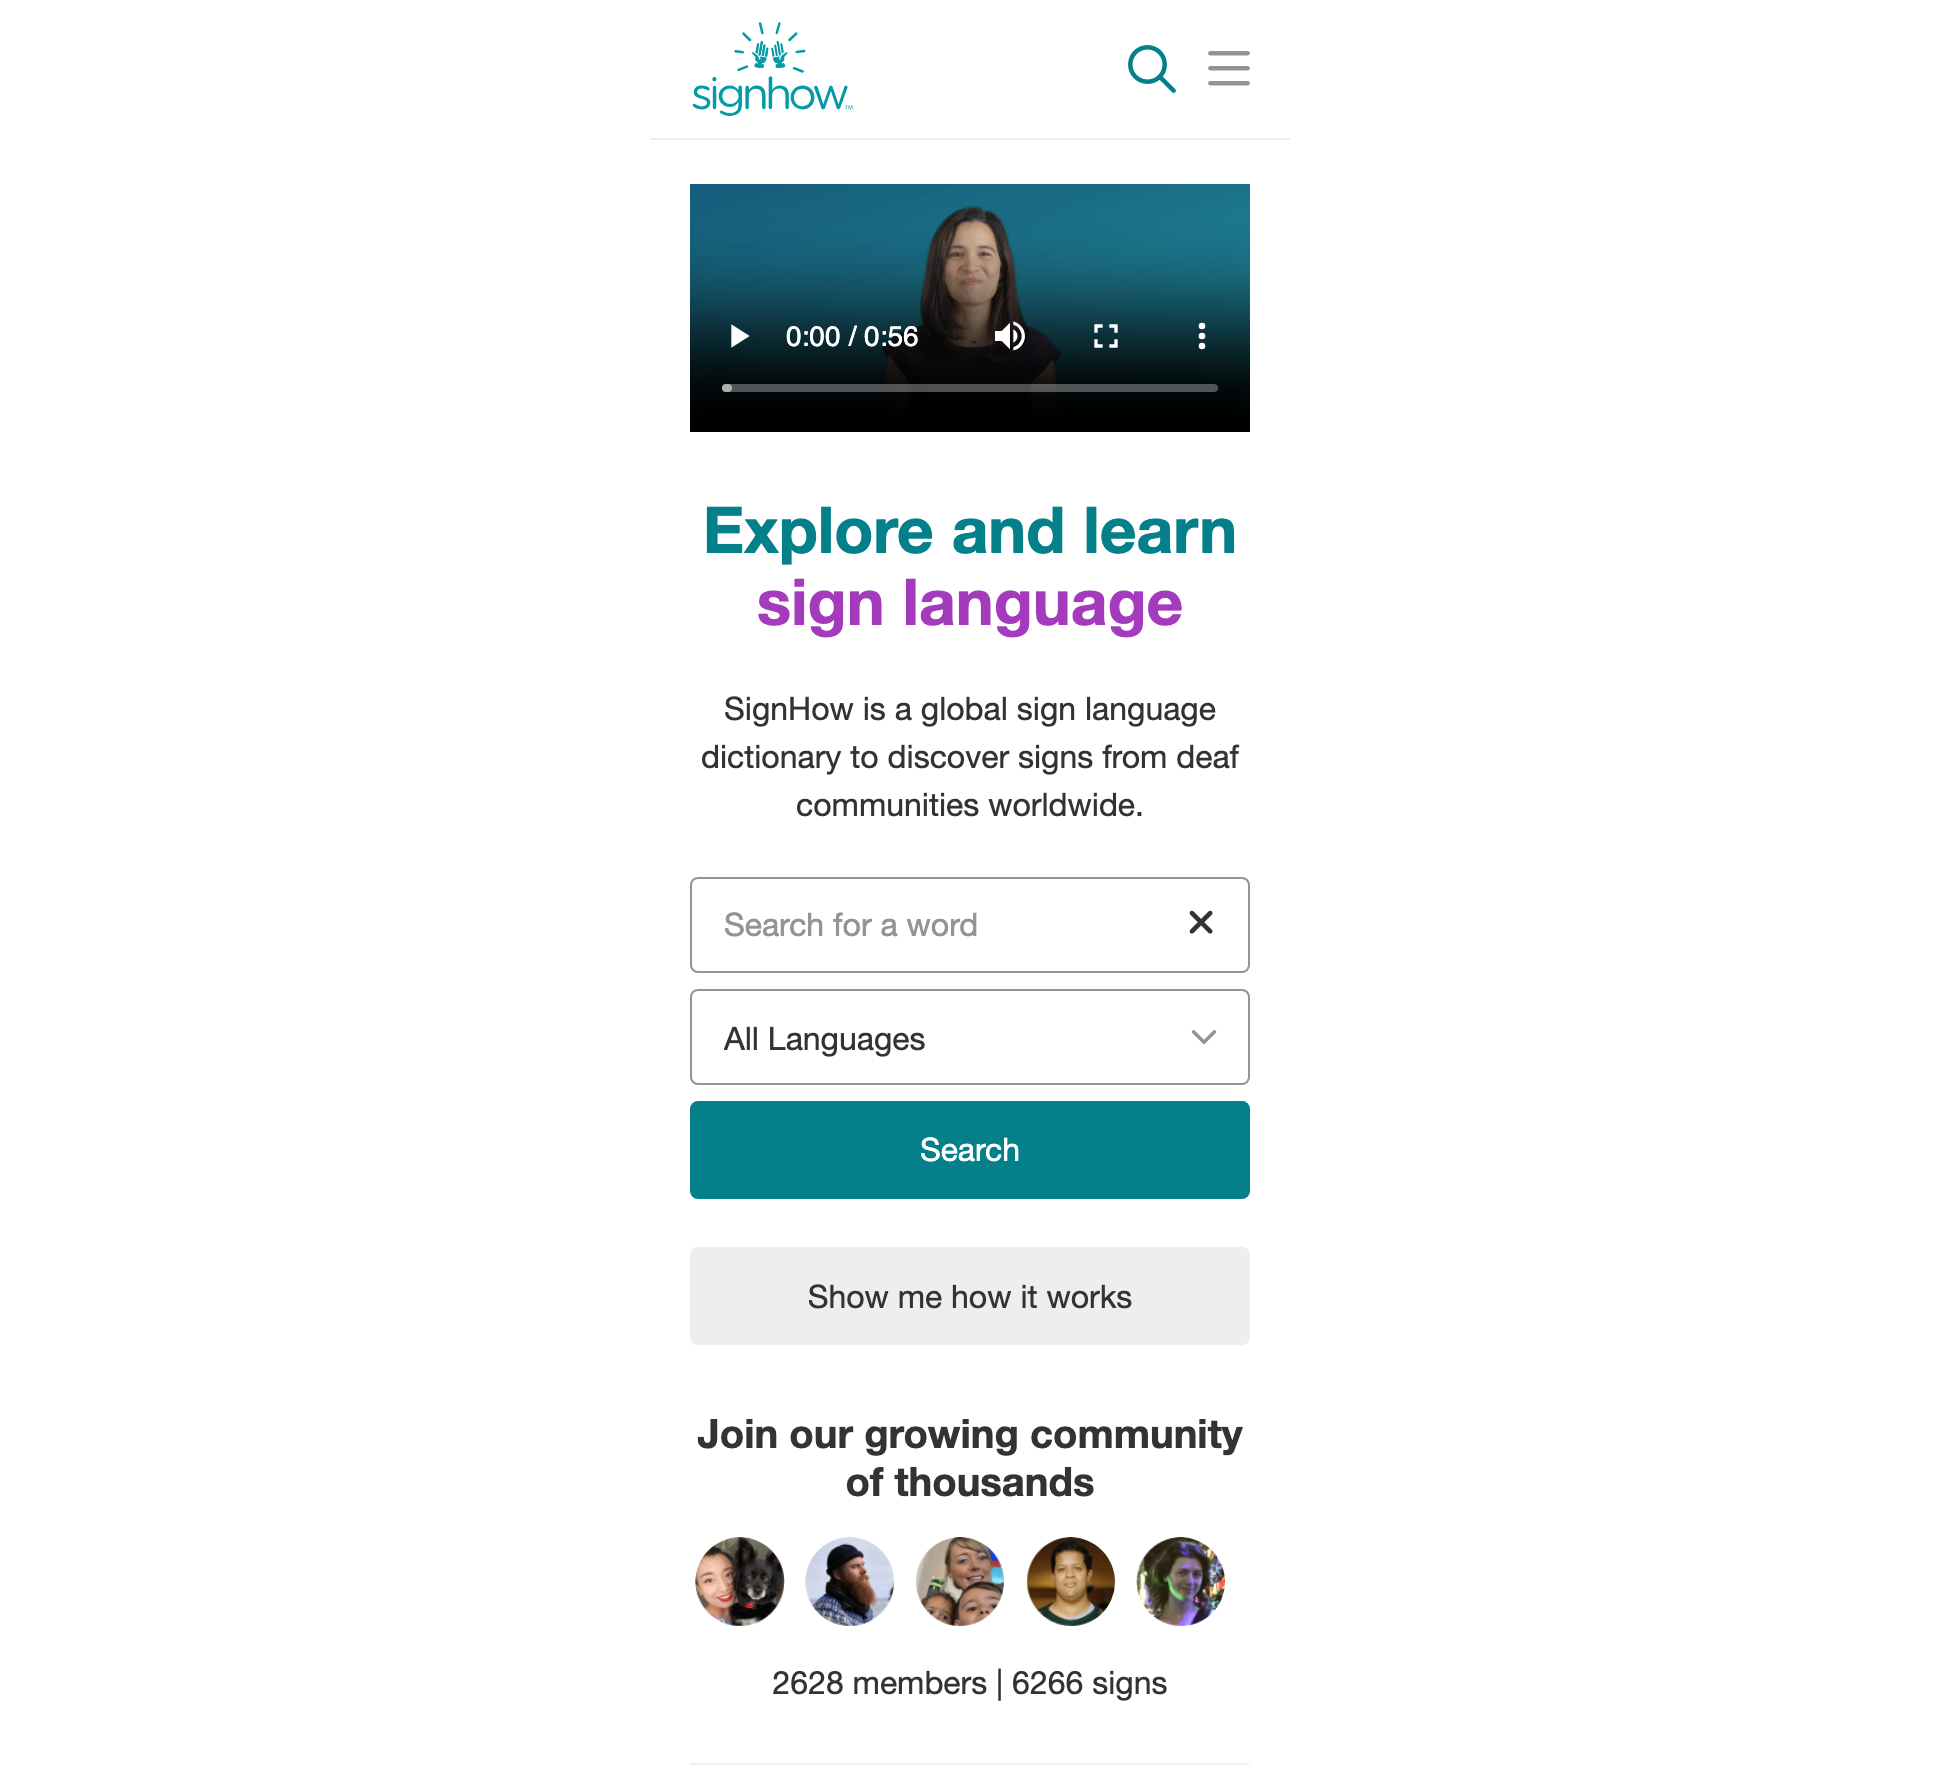 signhow™
0:00 / 0:56
Explore and learn
sign language
SignHow is a global sign language
dictionary to discover signs from deaf
communities worldwide.
Search for a word
All Languages
Search
Show me how it works
Join our growing community
of thousands
2628 members | 6266 signs